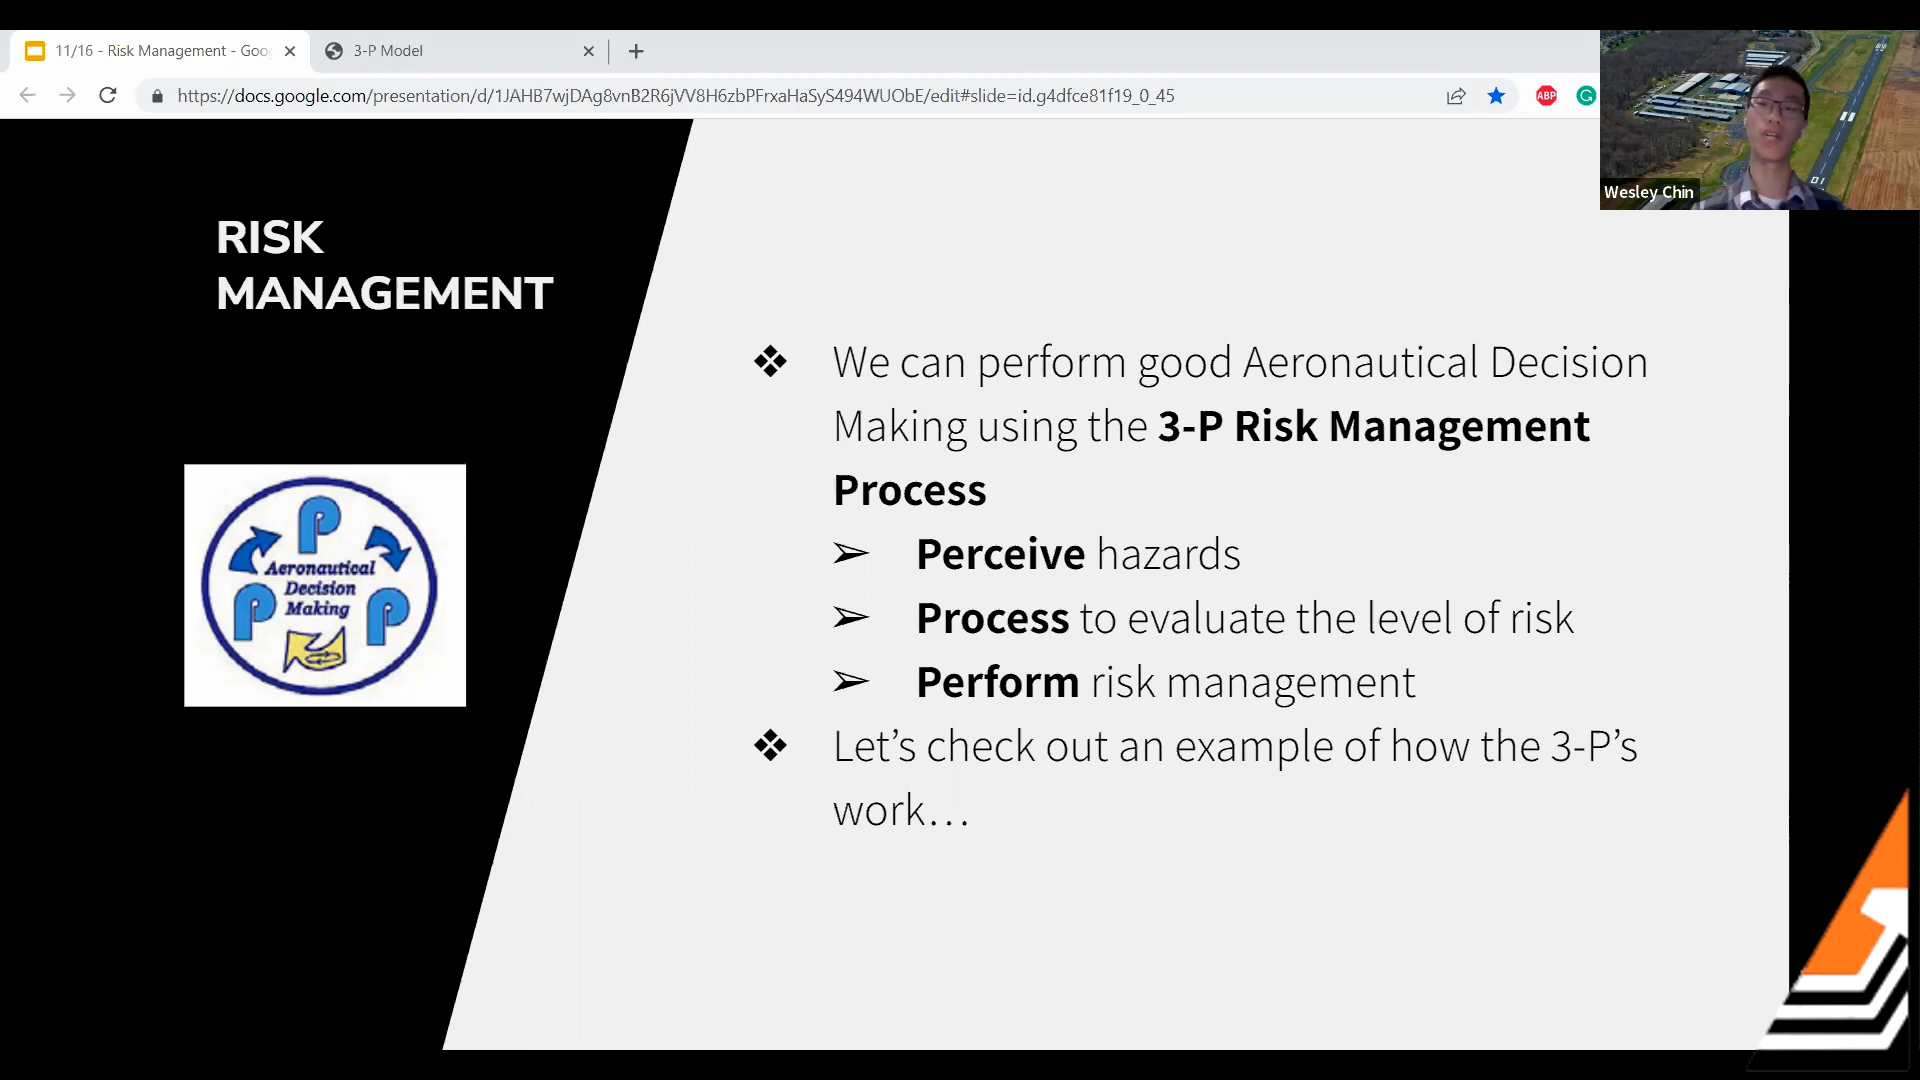 11/16 - Risk Management - Goo
3-P Model
https://docs.google.com/presentation/d/1JAHB7wjDAg8vnB2R6jVV8H6zbPFrxaHaSyS494WUObE/edit#slide=id.g4dfce81f19_0_45
ABP
G
Wesley Chin
01
RISK
MANAGEMENT
P
Aeronautical
Decision
Making
P P
❖ We can perform good Aeronautical Decision
Making using the 3-P Risk Management
Process
➢ Perceive hazards
➢ Process to evaluate the level of risk
➢ Perform risk management
❖ Let’s check out an example of how the 3-P’s
work…